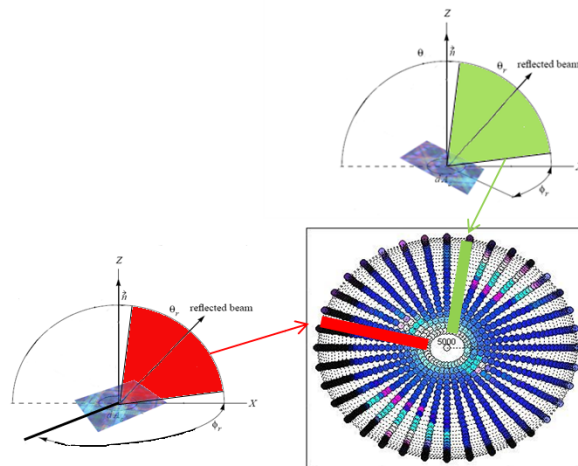 Z
n
θ
θr
reflected beam
ϕr
Z
n
θr
reflected beam
X
ϕr
5000